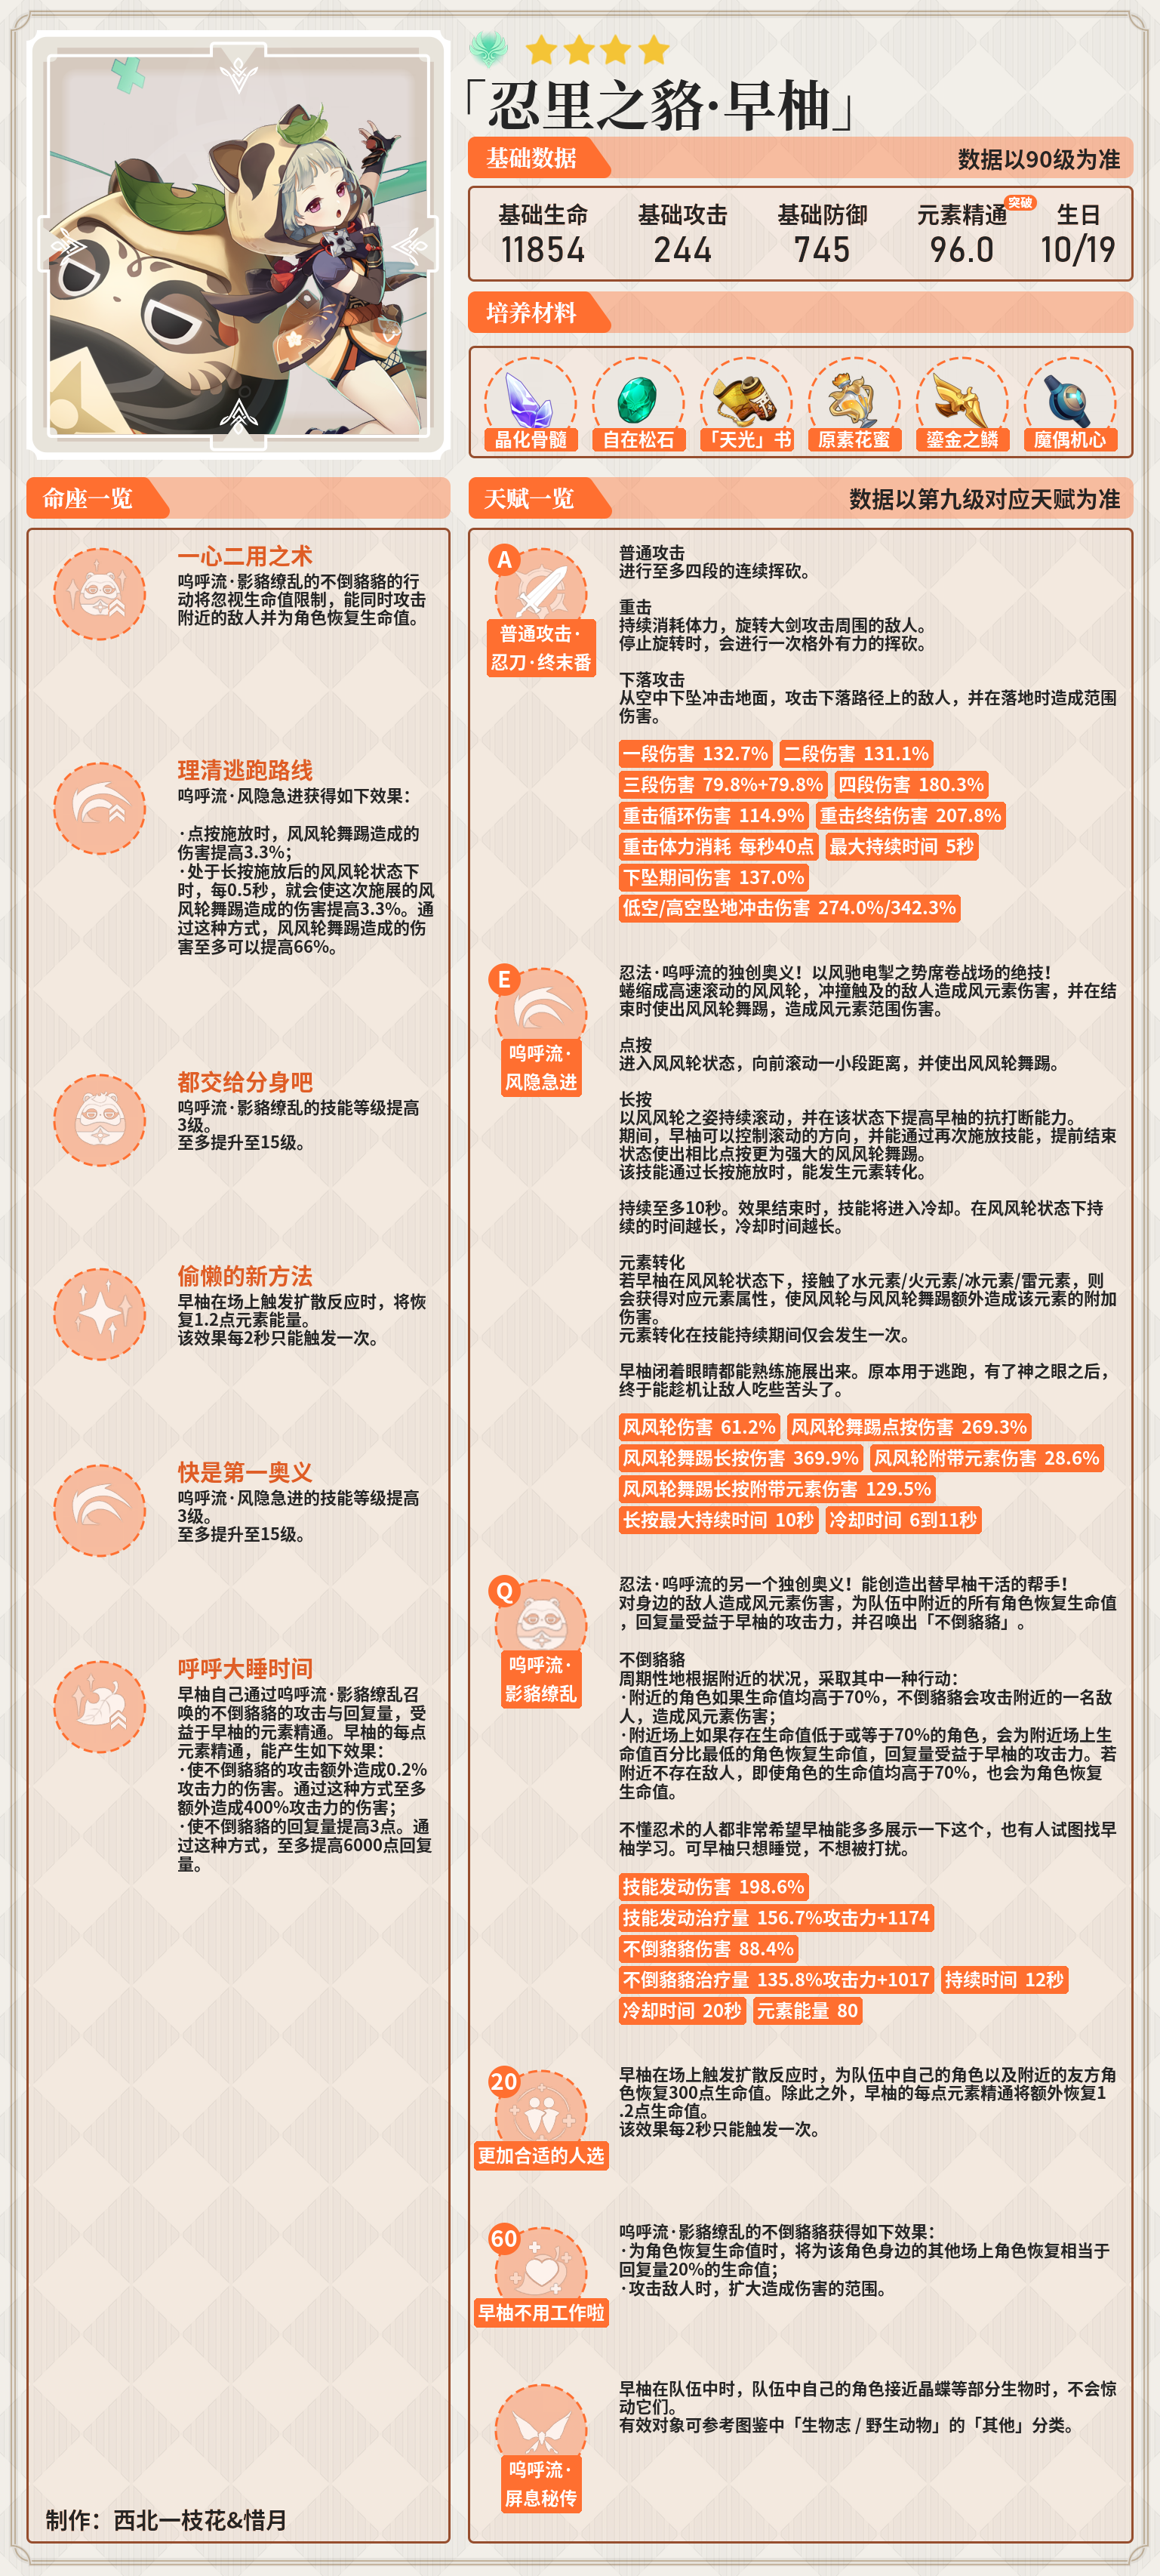 「忍里之貉·早柚」
基础数据
数据以90级为准
基础生命
基础攻击
基础防御
元素精通
突破
生日
11854
244
745
96.0
10/19
培养材料
晶化骨髓
自在松石
「天光」书
原素花蜜
鎏金之鳞
魔偶机心
命座一览
一心二用之术
呜呼流·影貉缭乱的不倒貉貉的行
动将忽视生命值限制，能同时攻击
附近的敌人并为角色恢复生命值。
理清逃跑路线
呜呼流·风隐急进获得如下效果：
·点按施放时，风风轮舞踢造成的
伤害提高3.3%；
·处于长按施放后的风风轮状态下
时，每0.5秒，就会使这次施展的风
风轮舞踢造成的伤害提高3.3%。通
过这种方式，风风轮舞踢造成的伤
害至多可以提高66%。
都交给分身吧
呜呼流·影貉缭乱的技能等级提高
3级。
至多提升至15级。
偷懒的新方法
早柚在场上触发扩散反应时，将恢
复1.2点元素能量。
该效果每2秒只能触发一次。
快是第一奥义
呜呼流·风隐急进的技能等级提高
3级。
至多提升至15级。
呼呼大睡时间
早柚自己通过呜呼流·影貉缭乱召
唤的不倒貉貉的攻击与回复量，受
益于早柚的元素精通。早柚的每点
元素精通，能产生如下效果：
·使不倒貉貉的攻击额外造成0.2%
攻击力的伤害。通过这种方式至多
额外造成400%攻击力的伤害；
·使不倒貉貉的回复量提高3点。通
过这种方式，至多提高6000点回复
量。
制作：西北一枝花&惜月
天赋一览
数据以第九级对应天赋为准
A
普通攻击·
忍刀·终末番
普通攻击
进行至多四段的连续挥砍。
重击
持续消耗体力，旋转大剑攻击周围的敌人。
停止旋转时，会进行一次格外有力的挥砍。
下落攻击
从空中下坠冲击地面，攻击下落路径上的敌人，并在落地时造成范围
伤害。
一段伤害 132.7% 二段伤害 131.1%
三段伤害 79.8%+79.8% 四段伤害 180.3%
重击循环伤害 114.9% 重击终结伤害 207.8%
重击体力消耗 每秒40点 最大持续时间 5秒
下坠期间伤害 137.0%
低空/高空坠地冲击伤害 274.0%/342.3%
E
呜呼流·
风隐急进
忍法·呜呼流的独创奥义！以风驰电掣之势席卷战场的绝技！
蜷缩成高速滚动的风风轮，冲撞触及的敌人造成风元素伤害，并在结
束时使出风风轮舞踢，造成风元素范围伤害。
点按
进入风风轮状态，向前滚动一小段距离，并使出风风轮舞踢。
长按
以风风轮之姿持续滚动，并在该状态下提高早柚的抗打断能力。
期间，早柚可以控制滚动的方向，并能通过再次施放技能，提前结束
状态使出相比点按更为强大的风风轮舞踢。
该技能通过长按施放时，能发生元素转化。
持续至多10秒。效果结束时，技能将进入冷却。在风风轮状态下持
续的时间越长，冷却时间越长。
元素转化
若早柚在风风轮状态下，接触了水元素/火元素/冰元素/雷元素，则
会获得对应元素属性，使风风轮与风风轮舞踢额外造成该元素的附加
伤害。
元素转化在技能持续期间仅会发生一次。
早柚闭着眼睛都能熟练施展出来。原本用于逃跑，有了神之眼之后，
终于能趁机让敌人吃些苦头了。
风风轮伤害 61.2% 风风轮舞踢点按伤害 269.3%
风风轮舞踢长按伤害 369.9% 风风轮附带元素伤害 28.6%
风风轮舞踢长按附带元素伤害 129.5%
长按最大持续时间 10秒 冷却时间 6到11秒
Q
呜呼流·
影貉缭乱
忍法·呜呼流的另一个独创奥义！能创造出替早柚干活的帮手！
对身边的敌人造成风元素伤害，为队伍中附近的所有角色恢复生命值
，回复量受益于早柚的攻击力，并召唤出「不倒貉貉」。
不倒貉貉
周期性地根据附近的状况，采取其中一种行动：
·附近的角色如果生命值均高于70%，不倒貉貉会攻击附近的一名敌
人，造成风元素伤害；
·附近场上如果存在生命值低于或等于70%的角色，会为附近场上生
命值百分比最低的角色恢复生命值，回复量受益于早柚的攻击力。若
附近不存在敌人，即使角色的生命值均高于70%，也会为角色恢复
生命值。
不懂忍术的人都非常希望早柚能多多展示一下这个，也有人试图找早
柚学习。可早柚只想睡觉，不想被打扰。
技能发动伤害 198.6%
技能发动治疗量 156.7%攻击力+1174
不倒貉貉伤害 88.4%
不倒貉貉治疗量 135.8%攻击力+1017 持续时间 12秒
冷却时间 20秒 元素能量 80
20
更加合适的人选
早柚在场上触发扩散反应时，为队伍中自己的角色以及附近的友方角
色恢复300点生命值。除此之外，早柚的每点元素精通将额外恢复1
.2点生命值。
该效果每2秒只能触发一次。
60
早柚不用工作啦
呜呼流·影貉缭乱的不倒貉貉获得如下效果：
·为角色恢复生命值时，将为该角色身边的其他场上角色恢复相当于
回复量20%的生命值；
·攻击敌人时，扩大造成伤害的范围。
呜呼流·
屏息秘传
早柚在队伍中时，队伍中自己的角色接近晶蝶等部分生物时，不会惊
动它们。
有效对象可参考图鉴中「生物志 / 野生动物」的「其他」分类。